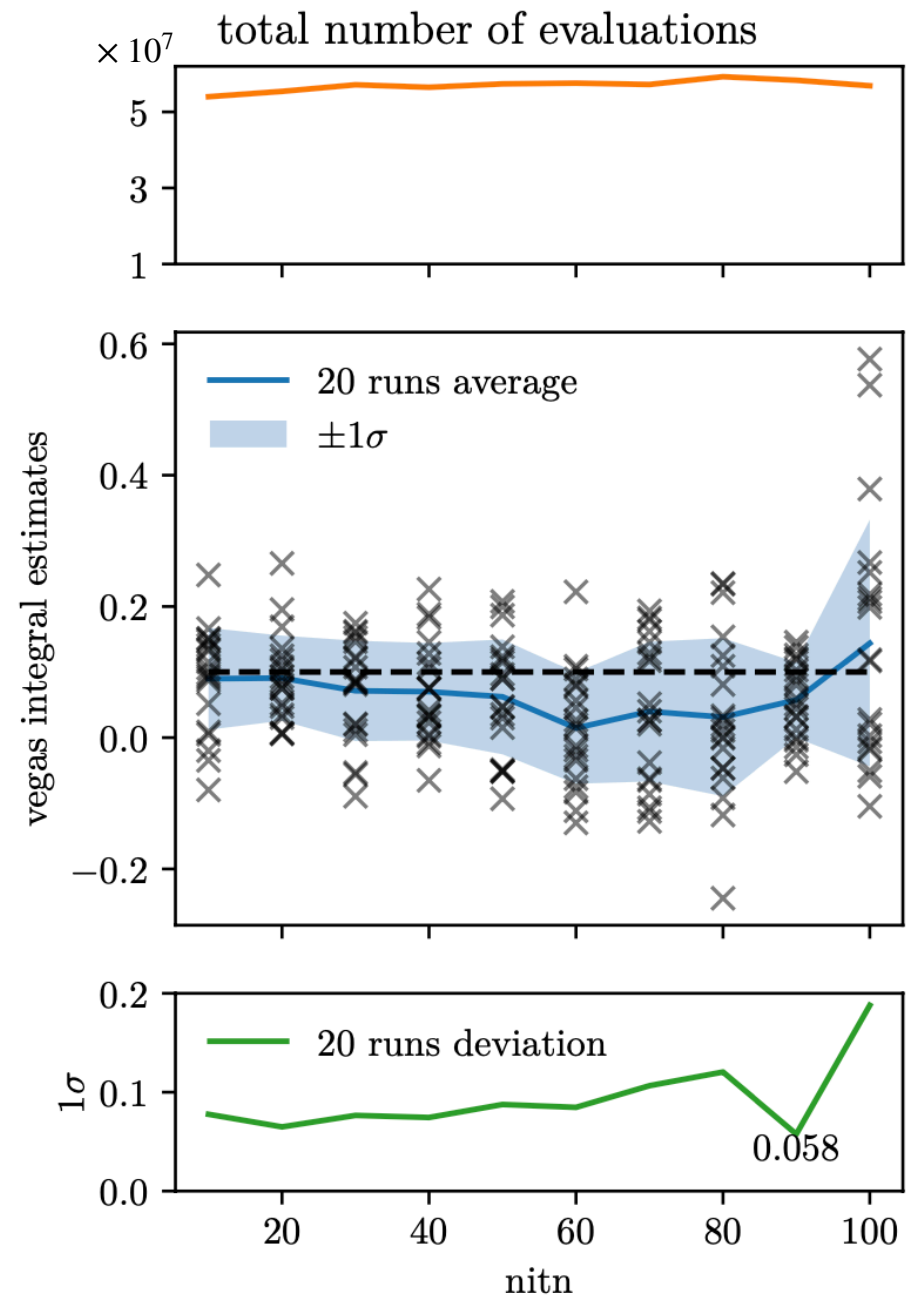 total number of evaluations
× 10⁷
5
3
1
vegas integral estimates
0.6
0.4
0.2
0.0
−0.2
20 runs average
±1σ
1σ
0.2
0.1
0.0
20 runs deviation
0.058
20 40 60 80 100
nitn